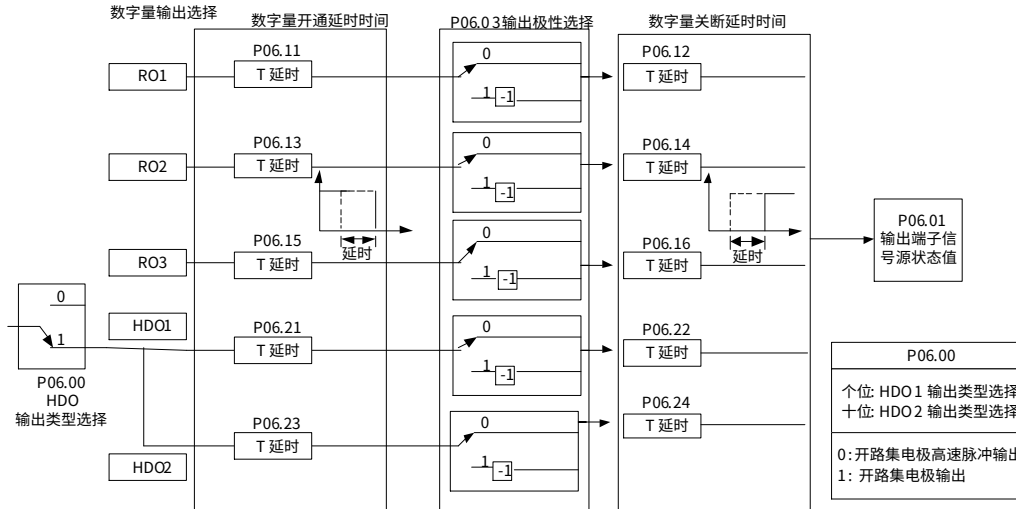 数字量输出选择
数字量开通延时时间
P06.03输出极性选择
数字量关断延时时间
RO1
P06.11
T 延时
0
1
-1
P06.12
T 延时
RO2
P06.13
T 延时
0
1
-1
P06.14
T 延时
延时
延时
RO3
P06.15
T 延时
0
1
-1
P06.16
T 延时
P06.01
输出端子信
号源状态值
0
1
P06.00
HDO
输出类型选择
HDO1
P06.21
T 延时
0
1
-1
P06.22
T 延时
HDO2
P06.23
T 延时
0
1
-1
P06.24
T 延时
P06.00
个位: HDO1 输出类型选择
十位: HDO2 输出类型选择
0:开路集电极高速脉冲输出
1: 开路集电极输出